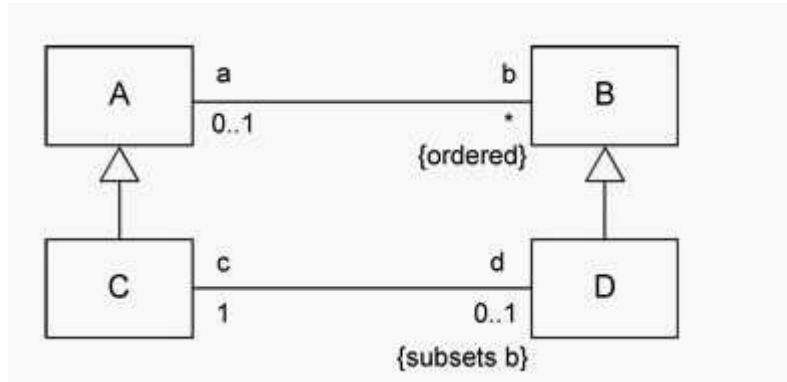 a b
A B
0..1 *
{ordered}
c d
C D
1 0..1
{subsets b}